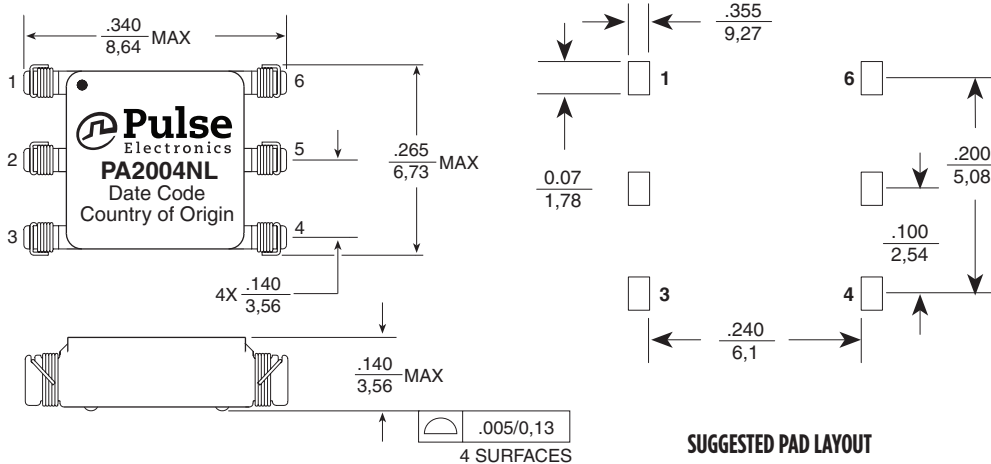 .340
8,64 MAX
1
6
Pulse
Electronics
2
5
PA2004NL
Date Code
Country of Origin
3
4
.265
6,73 MAX
4X .140
3,56
.140
3,56 MAX
.005/0,13
4 SURFACES
.355
9,27
1
6
0.07
1,78
.200
5,08
.100
2,54
3
4
.240
6,1
SUGGESTED PAD LAYOUT